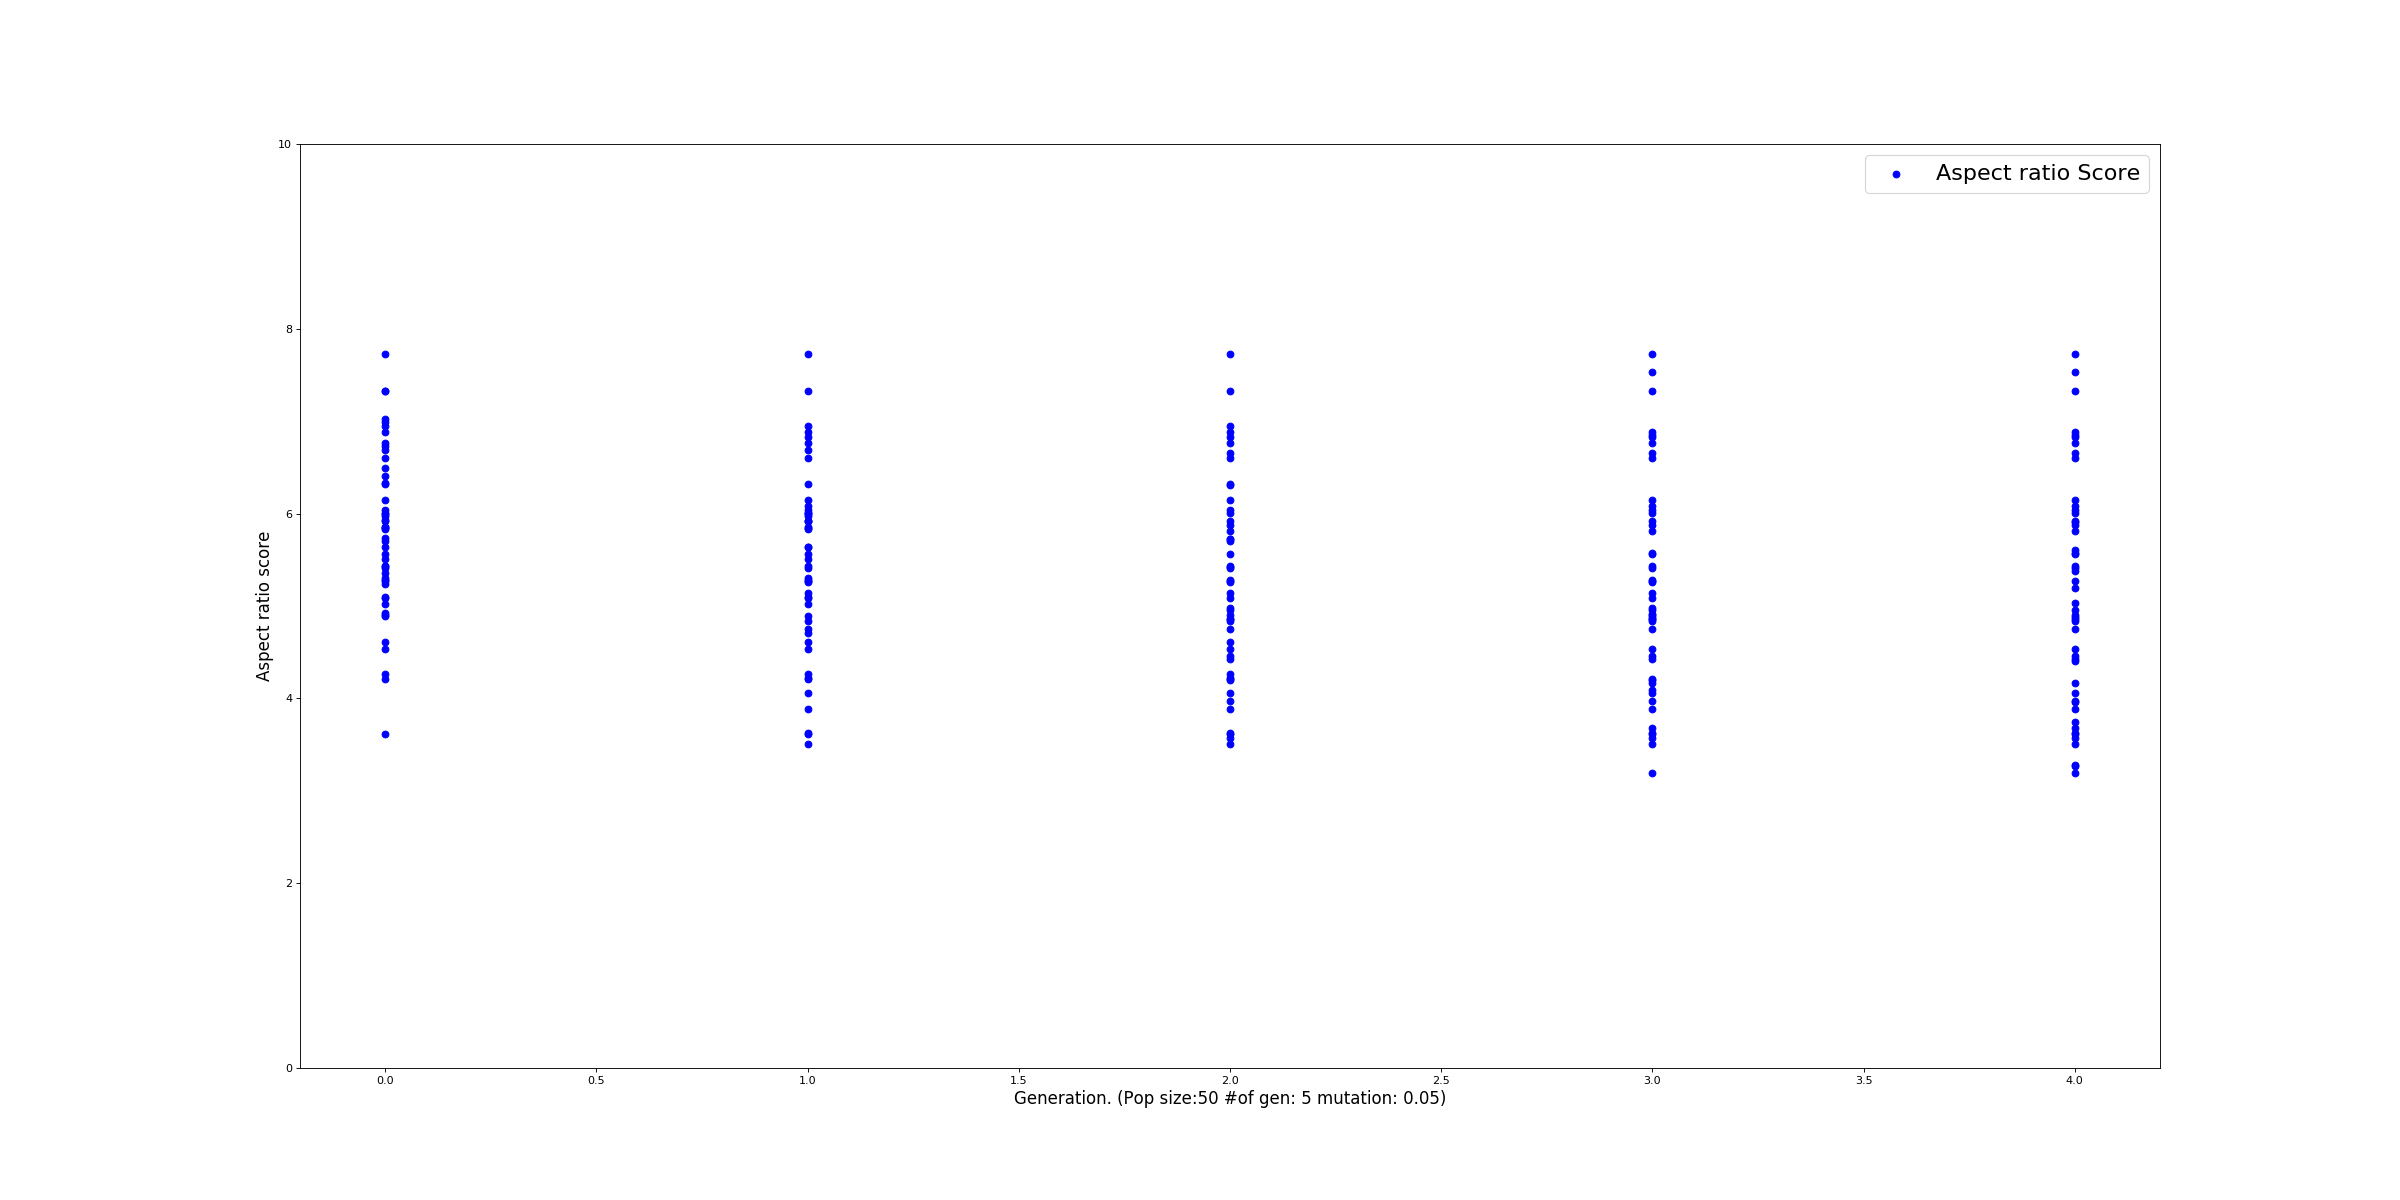 Aspect ratio Score
10
8
6
4
2
0
Aspect ratio score
0.0 0.5 1.0 1.5 2.0 2.5 3.0 3.5 4.0
Generation. (Pop size:50 #of gen: 5 mutation: 0.05)